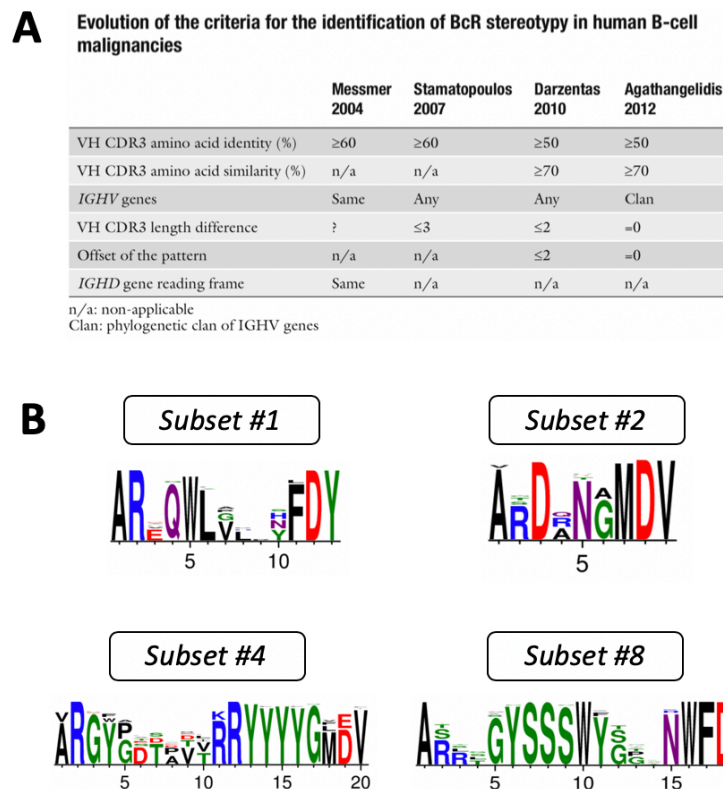 A
Evolution of the criteria for the identification of BcR stereotypy in human B-cell
malignancies
Messmer 2004 Stamatopoulos 2007 Darzentas 2010 Agathangelidis 2012
VH CDR3 amino acid identity (%) ≥60 ≥60 ≥50 ≥50
VH CDR3 amino acid similarity (%) n/a n/a ≥70 ≥70
IGHV genes Same Any Any Clan
VH CDR3 length difference ? ≤3 ≤2 =0
Offset of the pattern n/a n/a ≤2 =0
IGHD gene reading frame Same n/a n/a n/a
n/a: non-applicable
Clan: phylogenetic clan of IGHV genes
B
Subset #1 Subset #2
AR QWL FDY
5 10
A RD NGMDV
5
Subset #4 Subset #8
ARGY RRYYYYG DV
5 10 15 20
A GYSSSWY NWFD
5 10 15